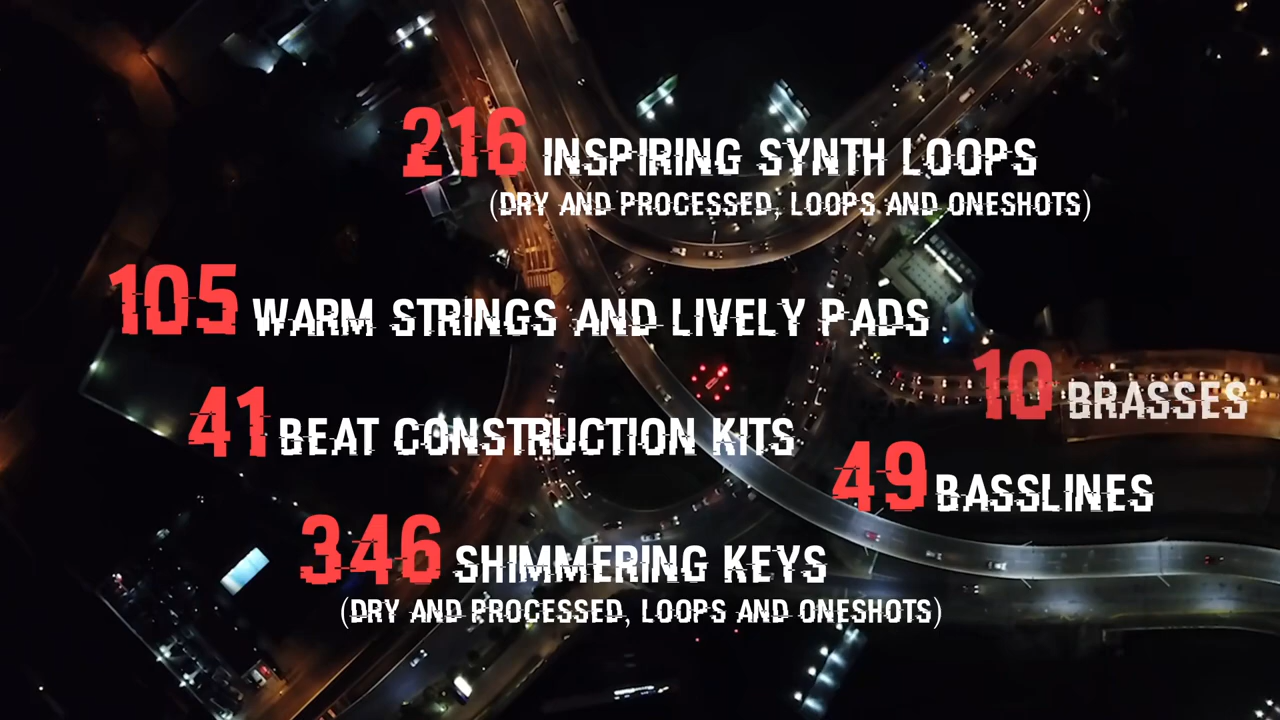 216 INSPIRING SYNTH LOOPS
(DRY AND PROCESSED, LOOPS AND ONESHOTS)
105 WARM STRINGS AND LIVELY PADS
10 BRASSES
41 BEAT CONSTRUCTION KITS
49 BASSLINES
346 SHIMMERING KEYS
(DRY AND PROCESSED, LOOPS AND ONESHOTS)